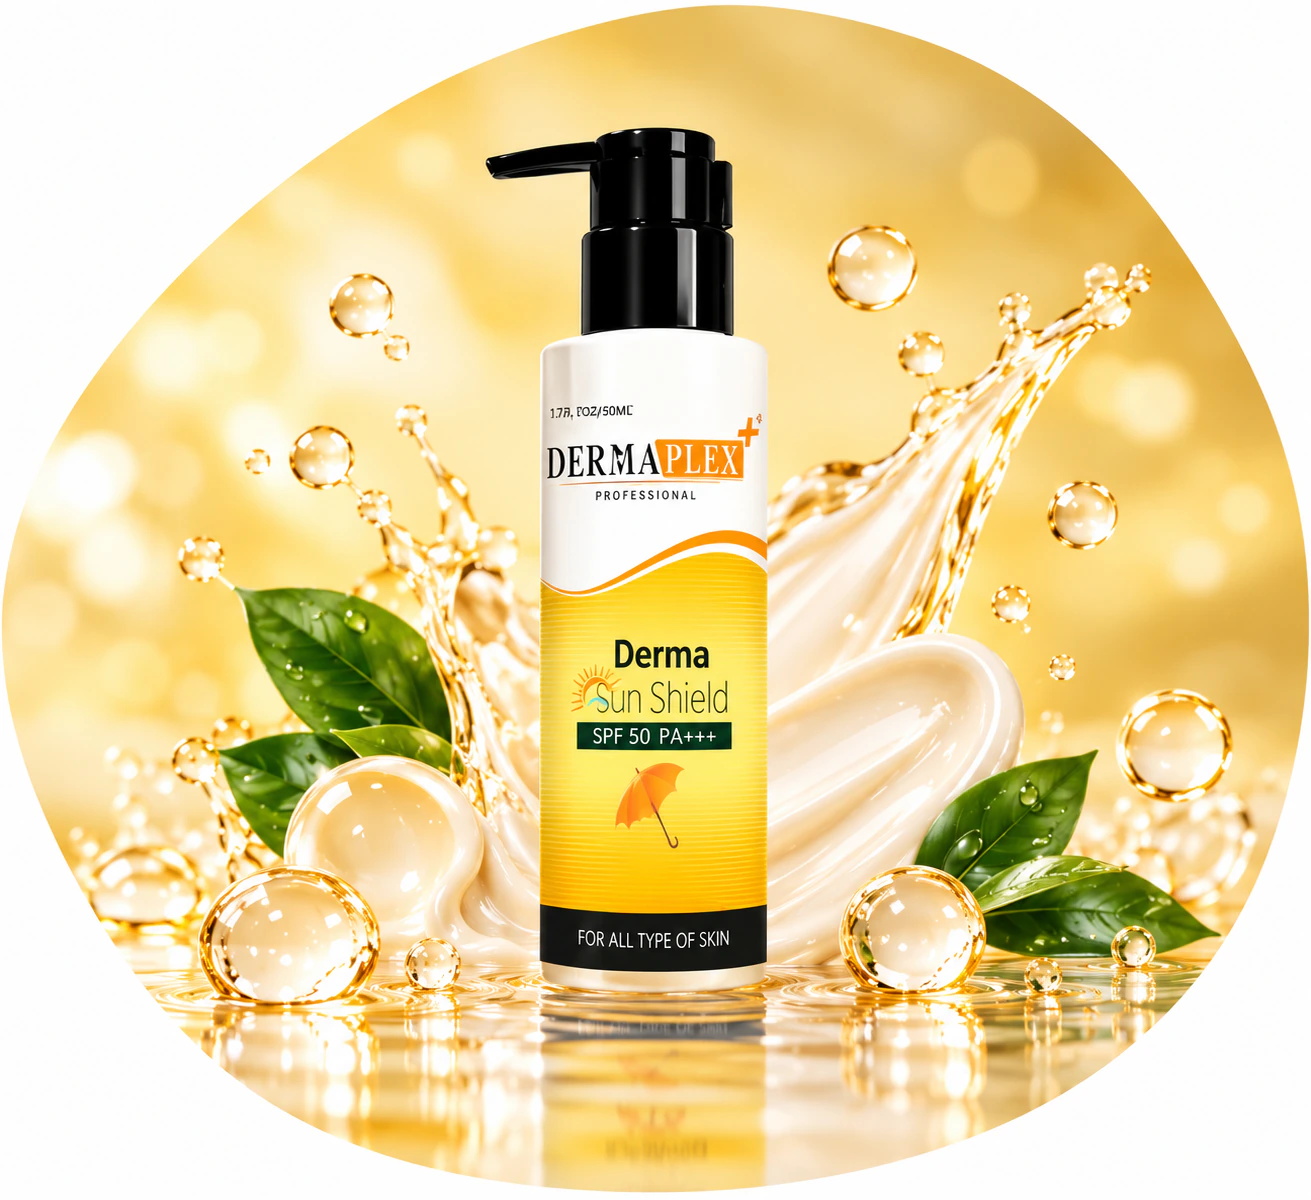 DERMAPLEX
PROFESSIONAL
Derma
Sun Shield
SPF 50 PA+++
FOR ALL TYPE OF SKIN